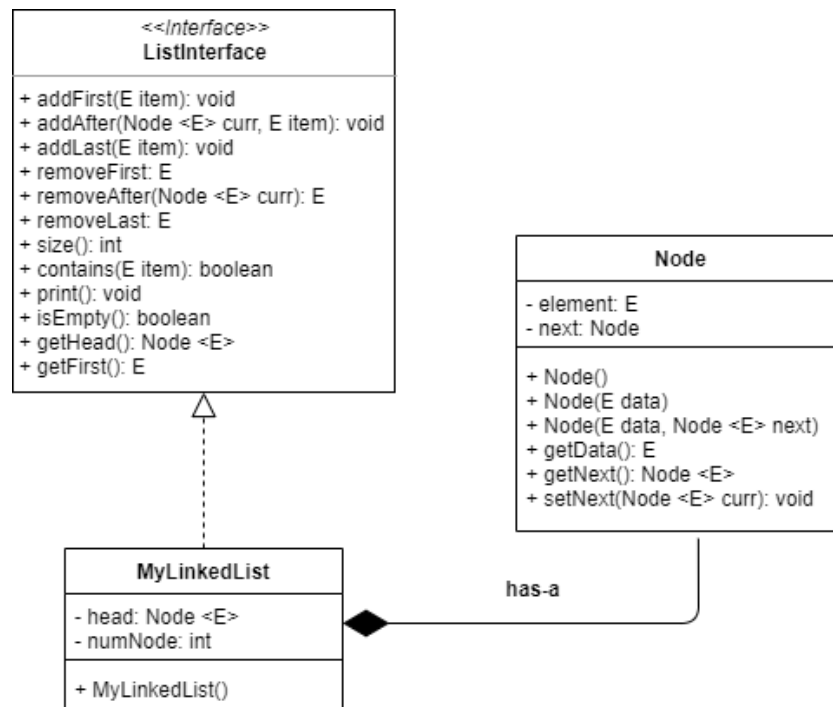 <<Interface>>
ListInterface
+ addFirst(E item): void
+ addAfter(Node <E> curr, E item): void
+ addLast(E item): void
+ removeFirst: E
+ removeAfter(Node <E> curr): E
+ removeLast: E
+ size(): int
+ contains(E item): boolean
+ print(): void
+ isEmpty(): boolean
+ getHead(): Node <E>
+ getFirst(): E
Node
- element: E
- next: Node
+ Node()
+ Node(E data)
+ Node(E data, Node <E> next)
+ getData(): E
+ getNext(): Node <E>
+ setNext(Node <E> curr): void
MyLinkedList
- head: Node <E>
- numNode: int
+ MyLinkedList()
has-a